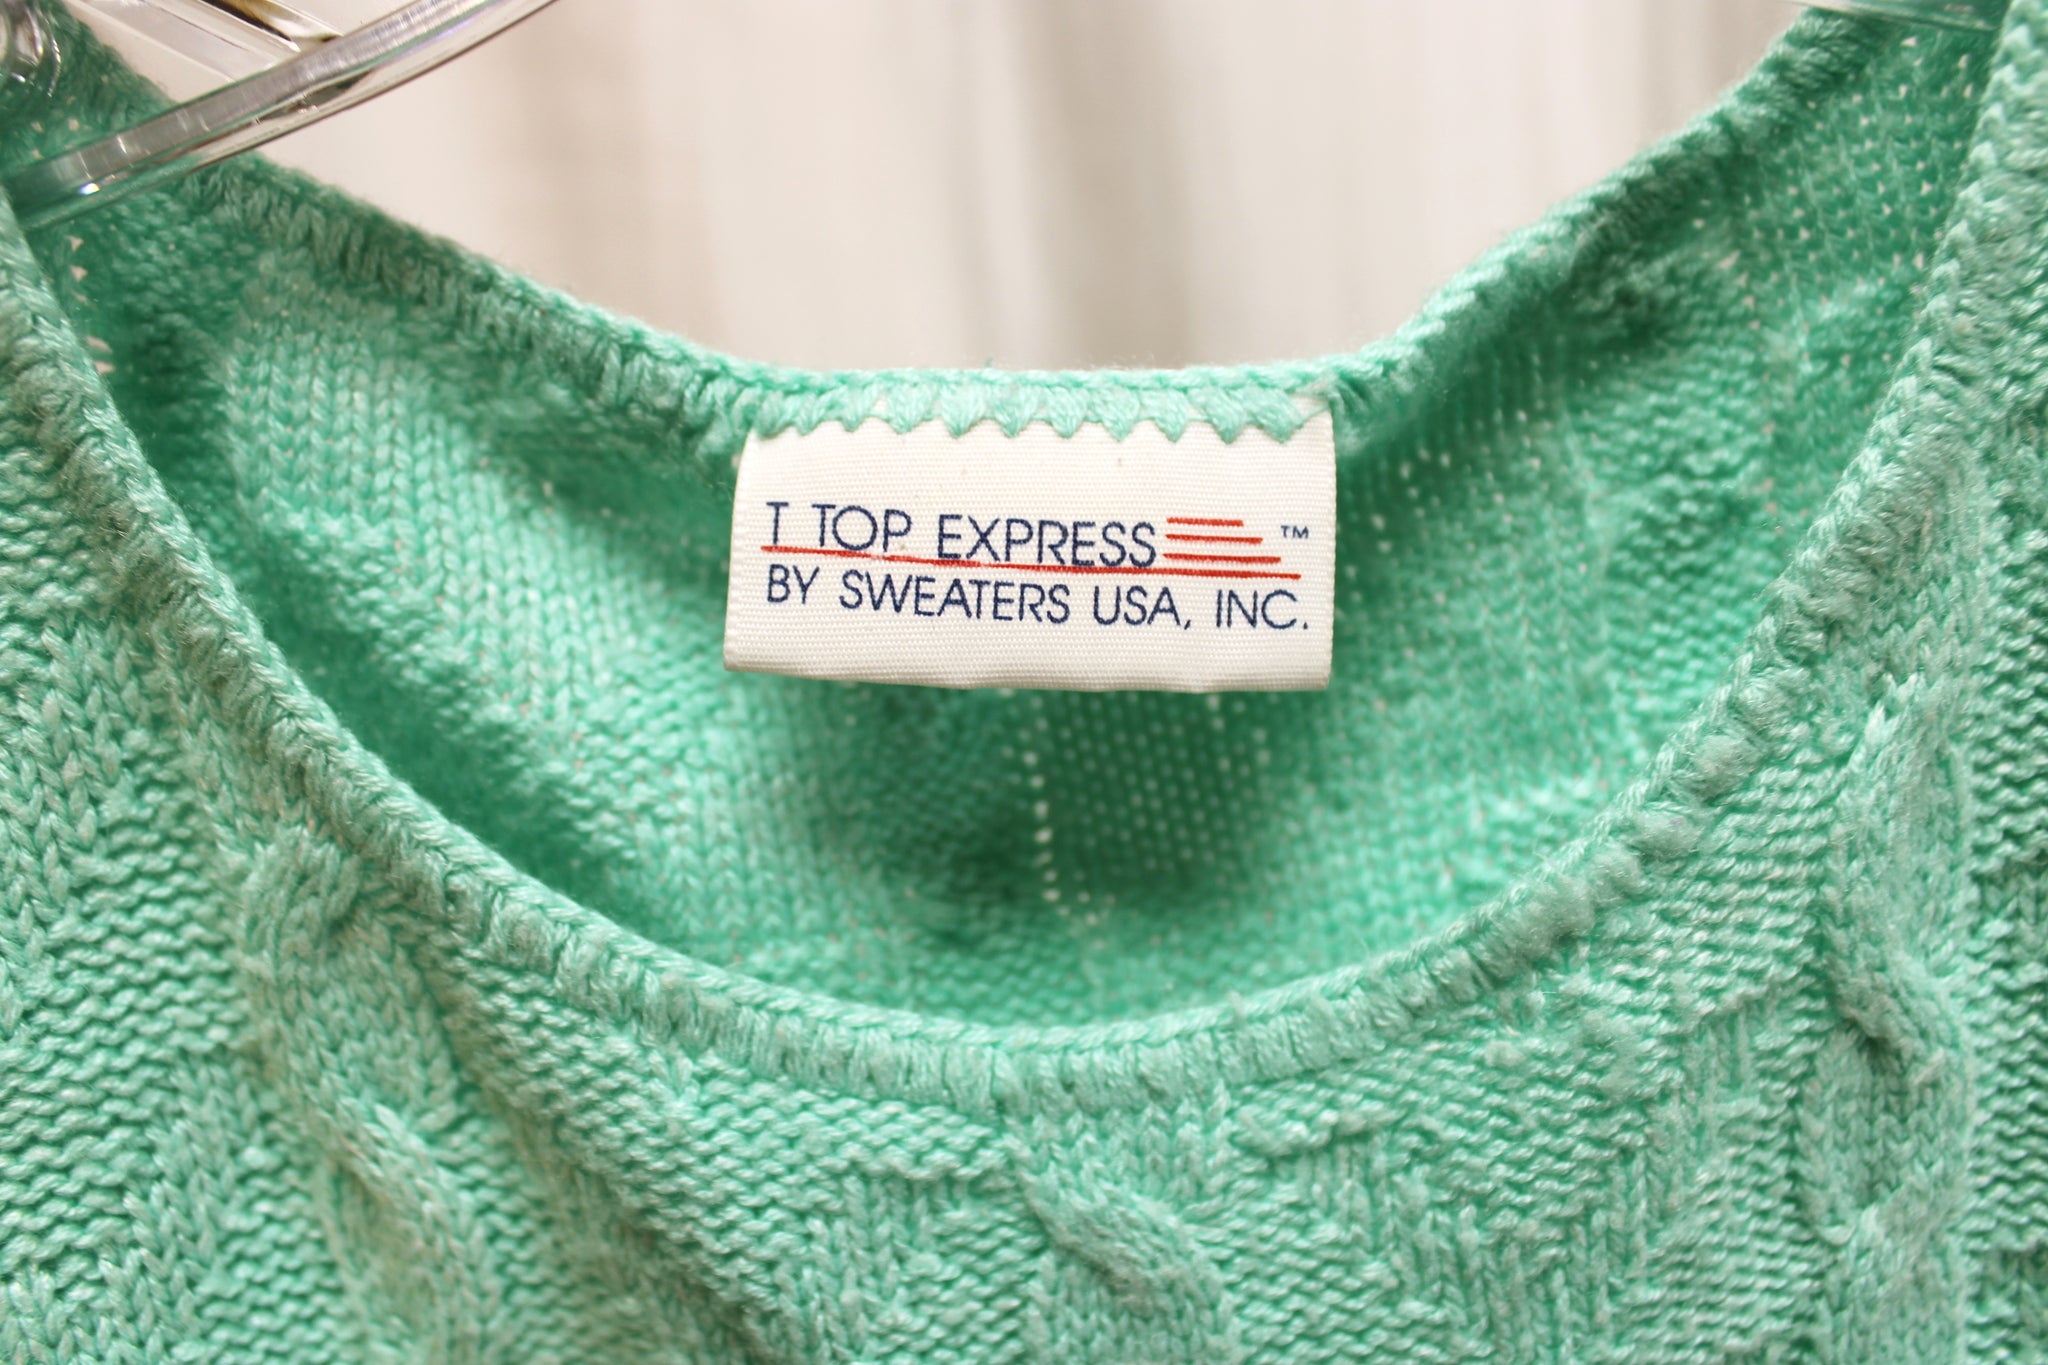 T TOP EXPRESS ™
BY SWEATERS USA, INC.